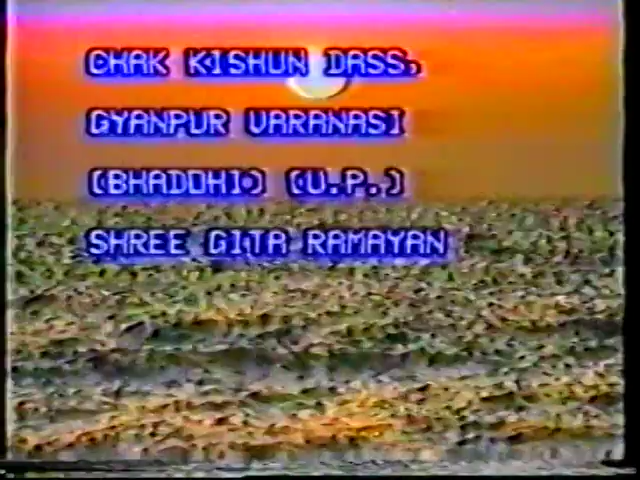 CHAK KISHUN DASS,
GYANPUR VARANASI
(BHADOHI) (U.P.)
SHREE GITA RAMAYAN